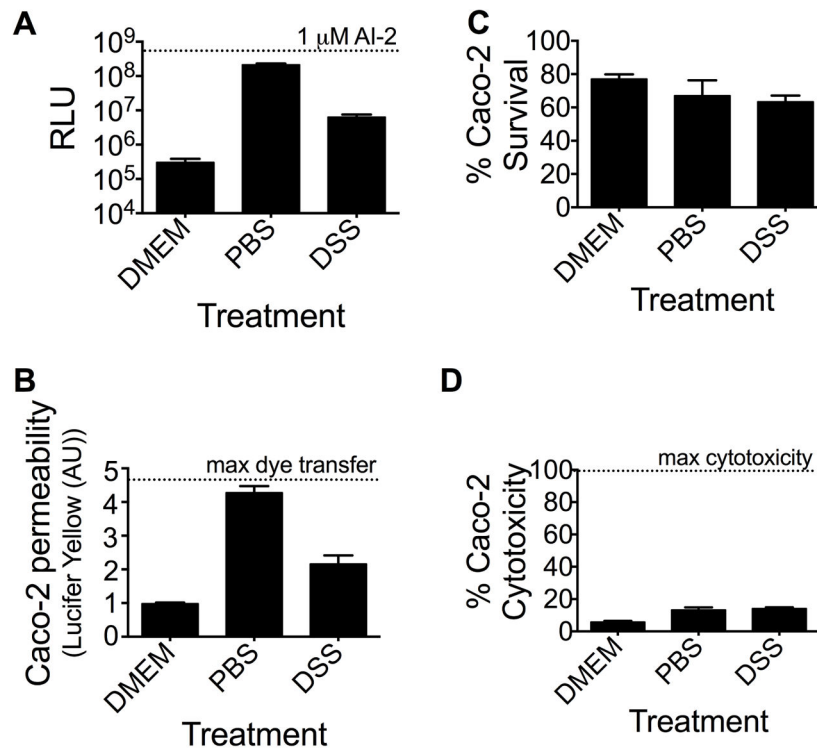 A
RLU
10⁹
10⁸
10⁷
10⁶
10⁵
10⁴
1 μM AI-2
DMEM
PBS
DSS
Treatment
C
% Caco-2
Survival
100
80
60
40
20
0
DMEM
PBS
DSS
Treatment
B
Caco-2 permeability
(Lucifer Yellow (AU))
5
4
3
2
1
0
max dye transfer
DMEM
PBS
DSS
Treatment
D
% Caco-2
Cytotoxicity
100
80
60
40
20
0
max cytotoxicity
DMEM
PBS
DSS
Treatment